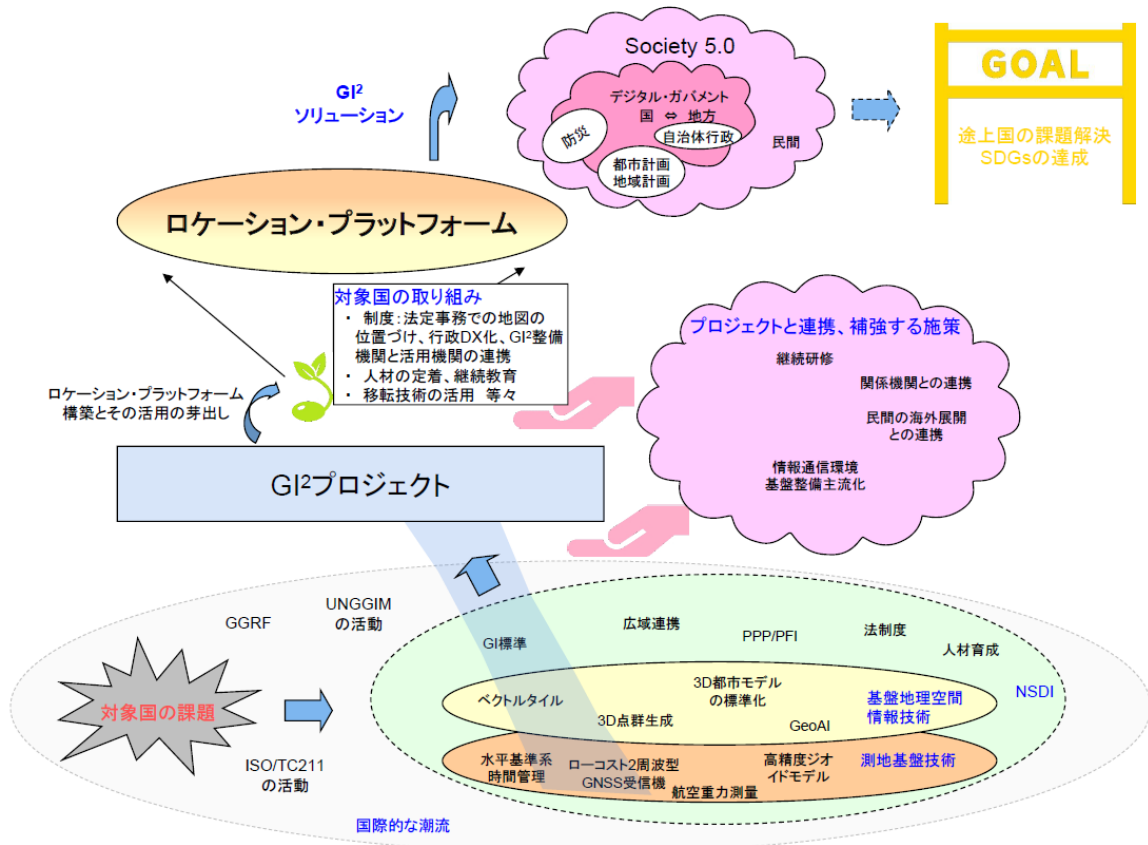 Society 5.0
デジタル・ガバメント
国 ⇔ 地方
防災
自治体行政
都市計画
地域計画
民間
GOAL
途上国の課題解決
SDGsの達成
GI²
ソリューション
ロケーション・プラットフォーム
対象国の取り組み
・ 制度：法定事務での地図の
位置づけ、行政DX化、GI²整備
機関と活用機関の連携
・ 人材の定着、継続教育
・ 移転技術の活用 等々
ロケーション・プラットフォーム
構築とその活用の芽出し
プロジェクトと連携、補強する施策
継続研修
関係機関との連携
民間の海外展開
との連携
情報通信環境
基盤整備主流化
GI²プロジェクト
GGRF
UNGGIM
の活動
対象国の課題
ISO/TC211
の活動
国際的な潮流
GI標準
広域連携
PPP/PFI
法制度
人材育成
NSDI
ベクトルタイル
3D都市モデル
の標準化
3D点群生成
GeoAI
基盤地理空間
情報技術
水平基準系
時間管理
ローコスト2周波型
GNSS受信機
航空重力測量
高精度ジオ
イドモデル
測地基盤技術